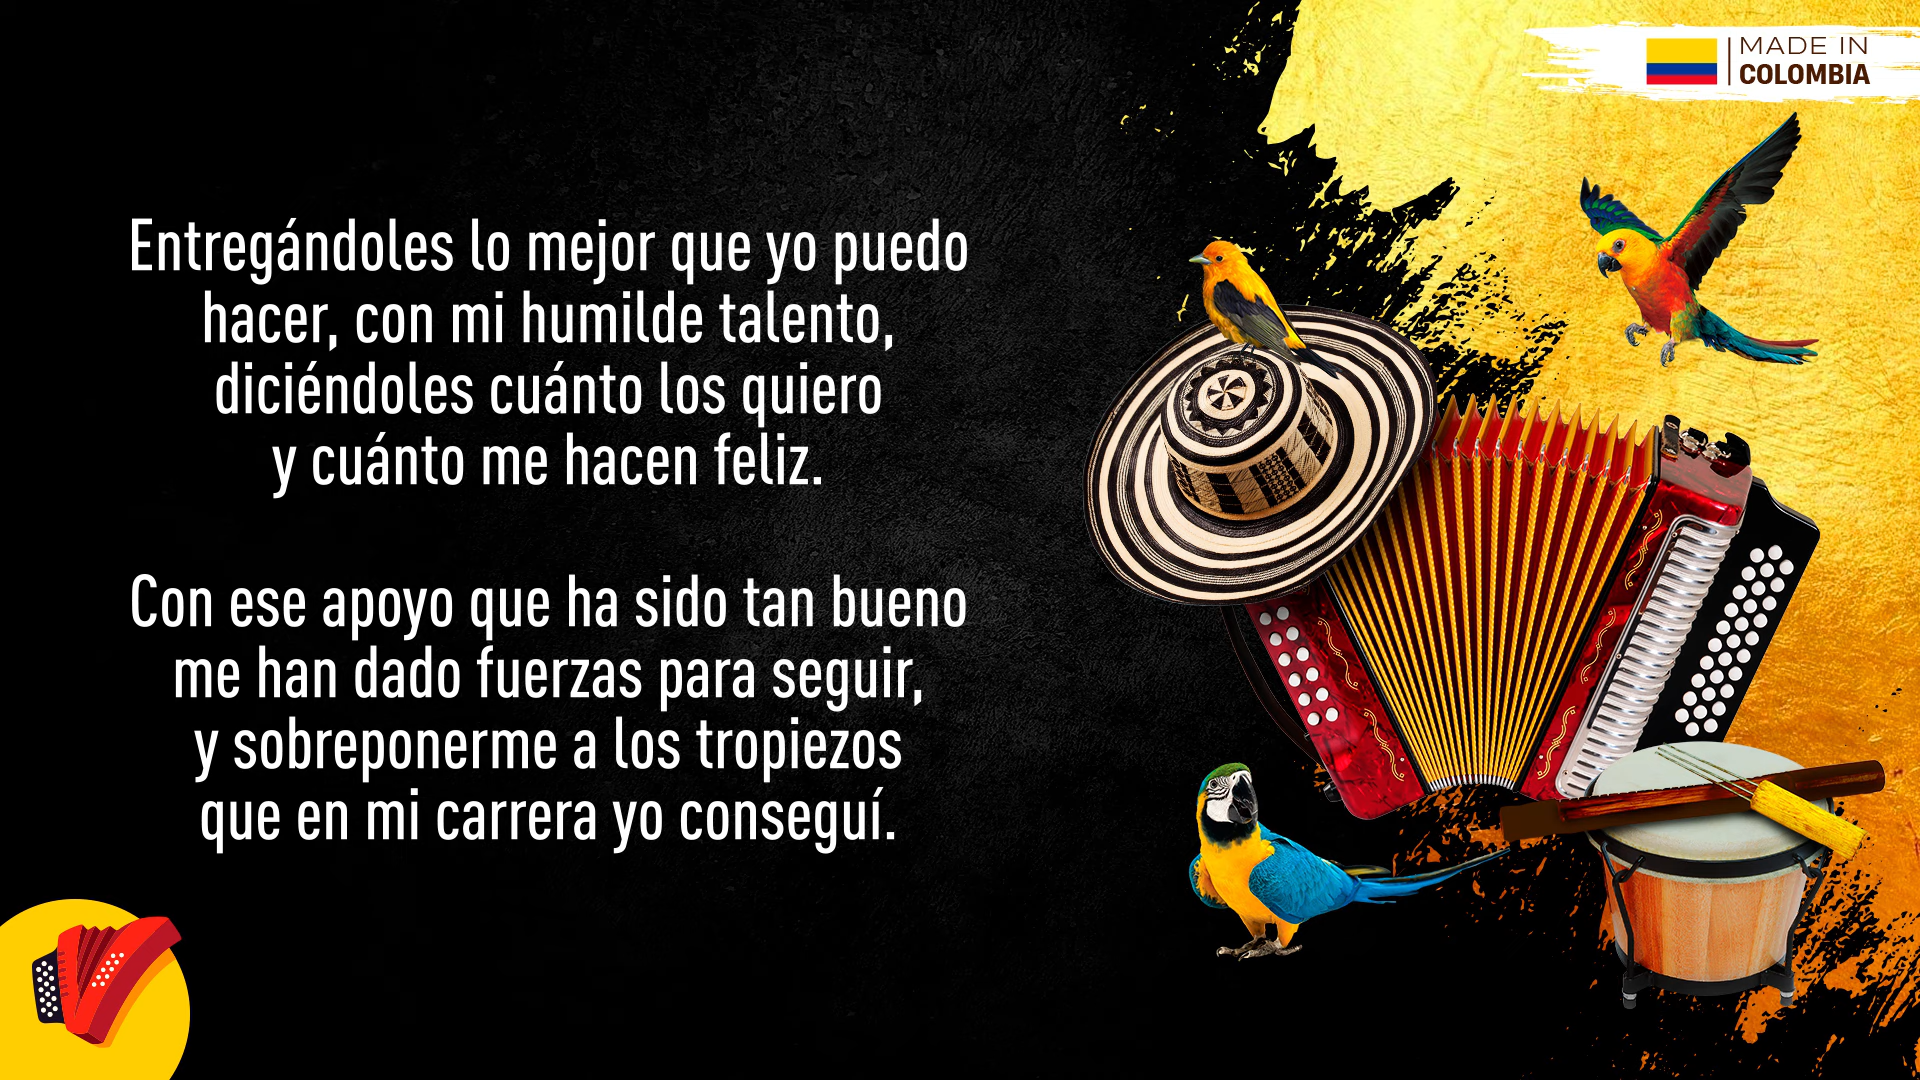 MADE IN
COLOMBIA
Entregándoles lo mejor que yo puedo
hacer, con mi humilde talento,
diciéndoles cuánto los quiero
y cuánto me hacen feliz.
Con ese apoyo que ha sido tan bueno
me han dado fuerzas para seguir,
y sobreponerme a los tropiezos
que en mi carrera yo conseguí.